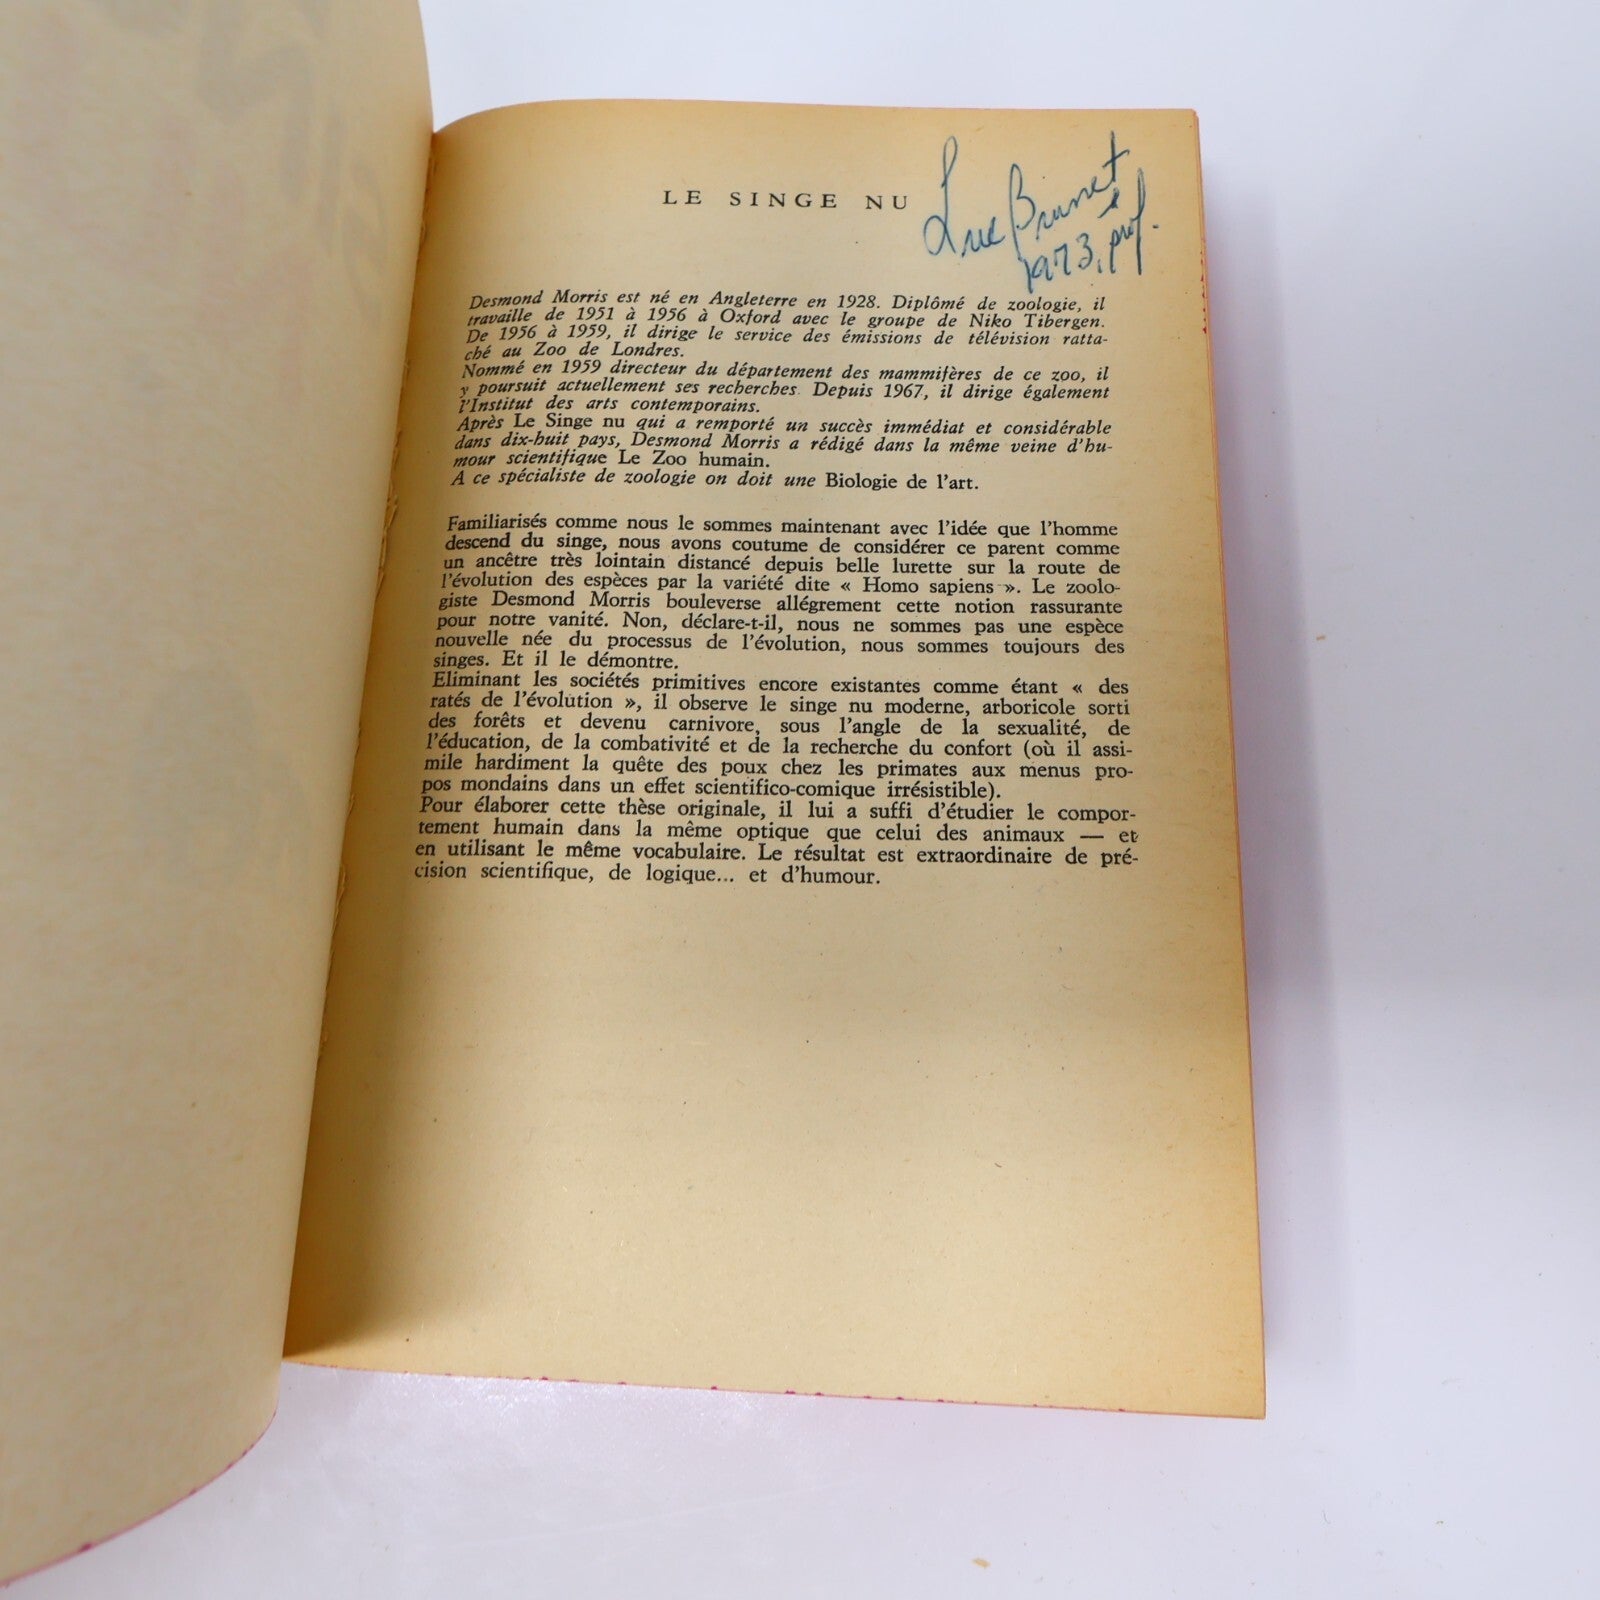 LE SINGE NU
Luc Brunet
1973, prof.
Desmond Morris est né en Angleterre en 1928. Diplômé de zoologie, il
travaille de 1951 à 1956 à Oxford avec le groupe de Niko Tibergen.
De 1956 à 1959, il dirige le service des émissions de télévision ratta-
ché au Zoo de Londres.
Nommé en 1959 directeur du département des mammifères de ce zoo, il
y poursuit actuellement ses recherches. Depuis 1967, il dirige également
l'Institut des arts contemporains.
Après Le Singe nu qui a remporté un succès immédiat et considérable
dans dix-huit pays, Desmond Morris a rédigé dans la même veine d'hu-
mour scientifique Le Zoo humain.
A ce spécialiste de zoologie on doit une Biologie de l'art.
Familiarisés comme nous le sommes maintenant avec l'idée que l'homme
descend du singe, nous avons coutume de considérer ce parent comme
un ancêtre très lointain distancé depuis belle lurette sur la route de
l'évolution des espèces par la variété dite « Homo sapiens ». Le zoolo-
giste Desmond Morris bouleverse allégrement cette notion rassurante
pour notre vanité. Non, déclare-t-il, nous ne sommes pas une espèce
nouvelle née du processus de l'évolution, nous sommes toujours des
singes. Et il le démontre.
Eliminant les sociétés primitives encore existantes comme étant « des
ratés de l'évolution », il observe le singe nu moderne, arboricole sorti
des forêts et devenu carnivore, sous l'angle de la sexualité, de
l'éducation, de la combativité et de la recherche du confort (où il assi-
mile hardiment la quête des poux chez les primates aux menus pro-
pos mondains dans un effet scientifico-comique irrésistible).
Pour élaborer cette thèse originale, il lui a suffi d'étudier le compor-
tement humain dans la même optique que celui des animaux — et
en utilisant le même vocabulaire. Le résultat est extraordinaire de pré-
cision scientifique, de logique... et d'humour.